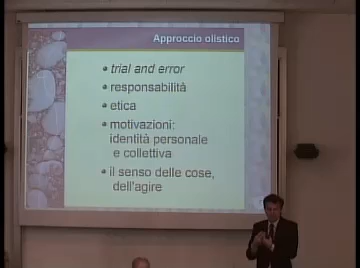 Approccio olistico
trial and error
responsabilità
etica
motivazioni:
identità personale
e collettiva
il senso delle cose,
dell'agire